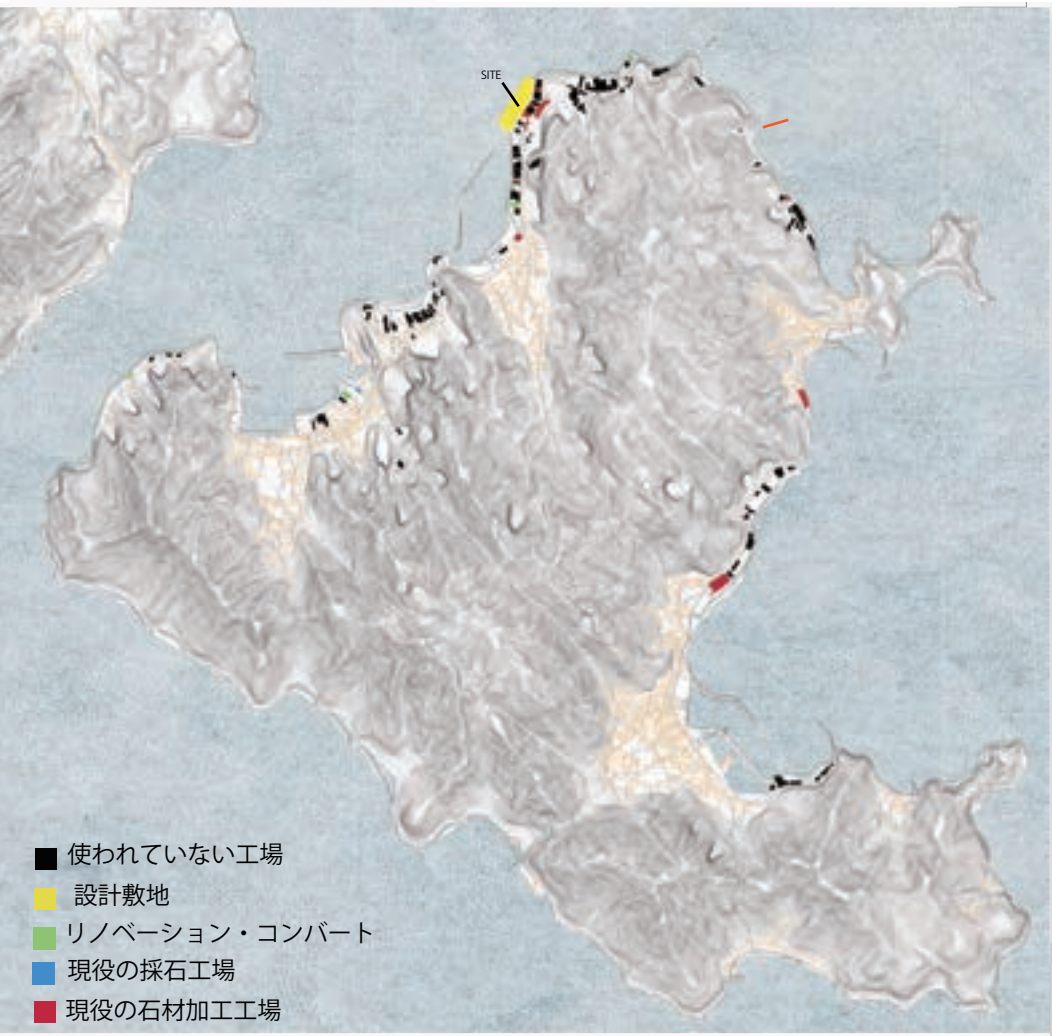 SITE
使われていない工場
設計敷地
リノベーション・コンバート
現役の採石工場
現役の石材加工工場